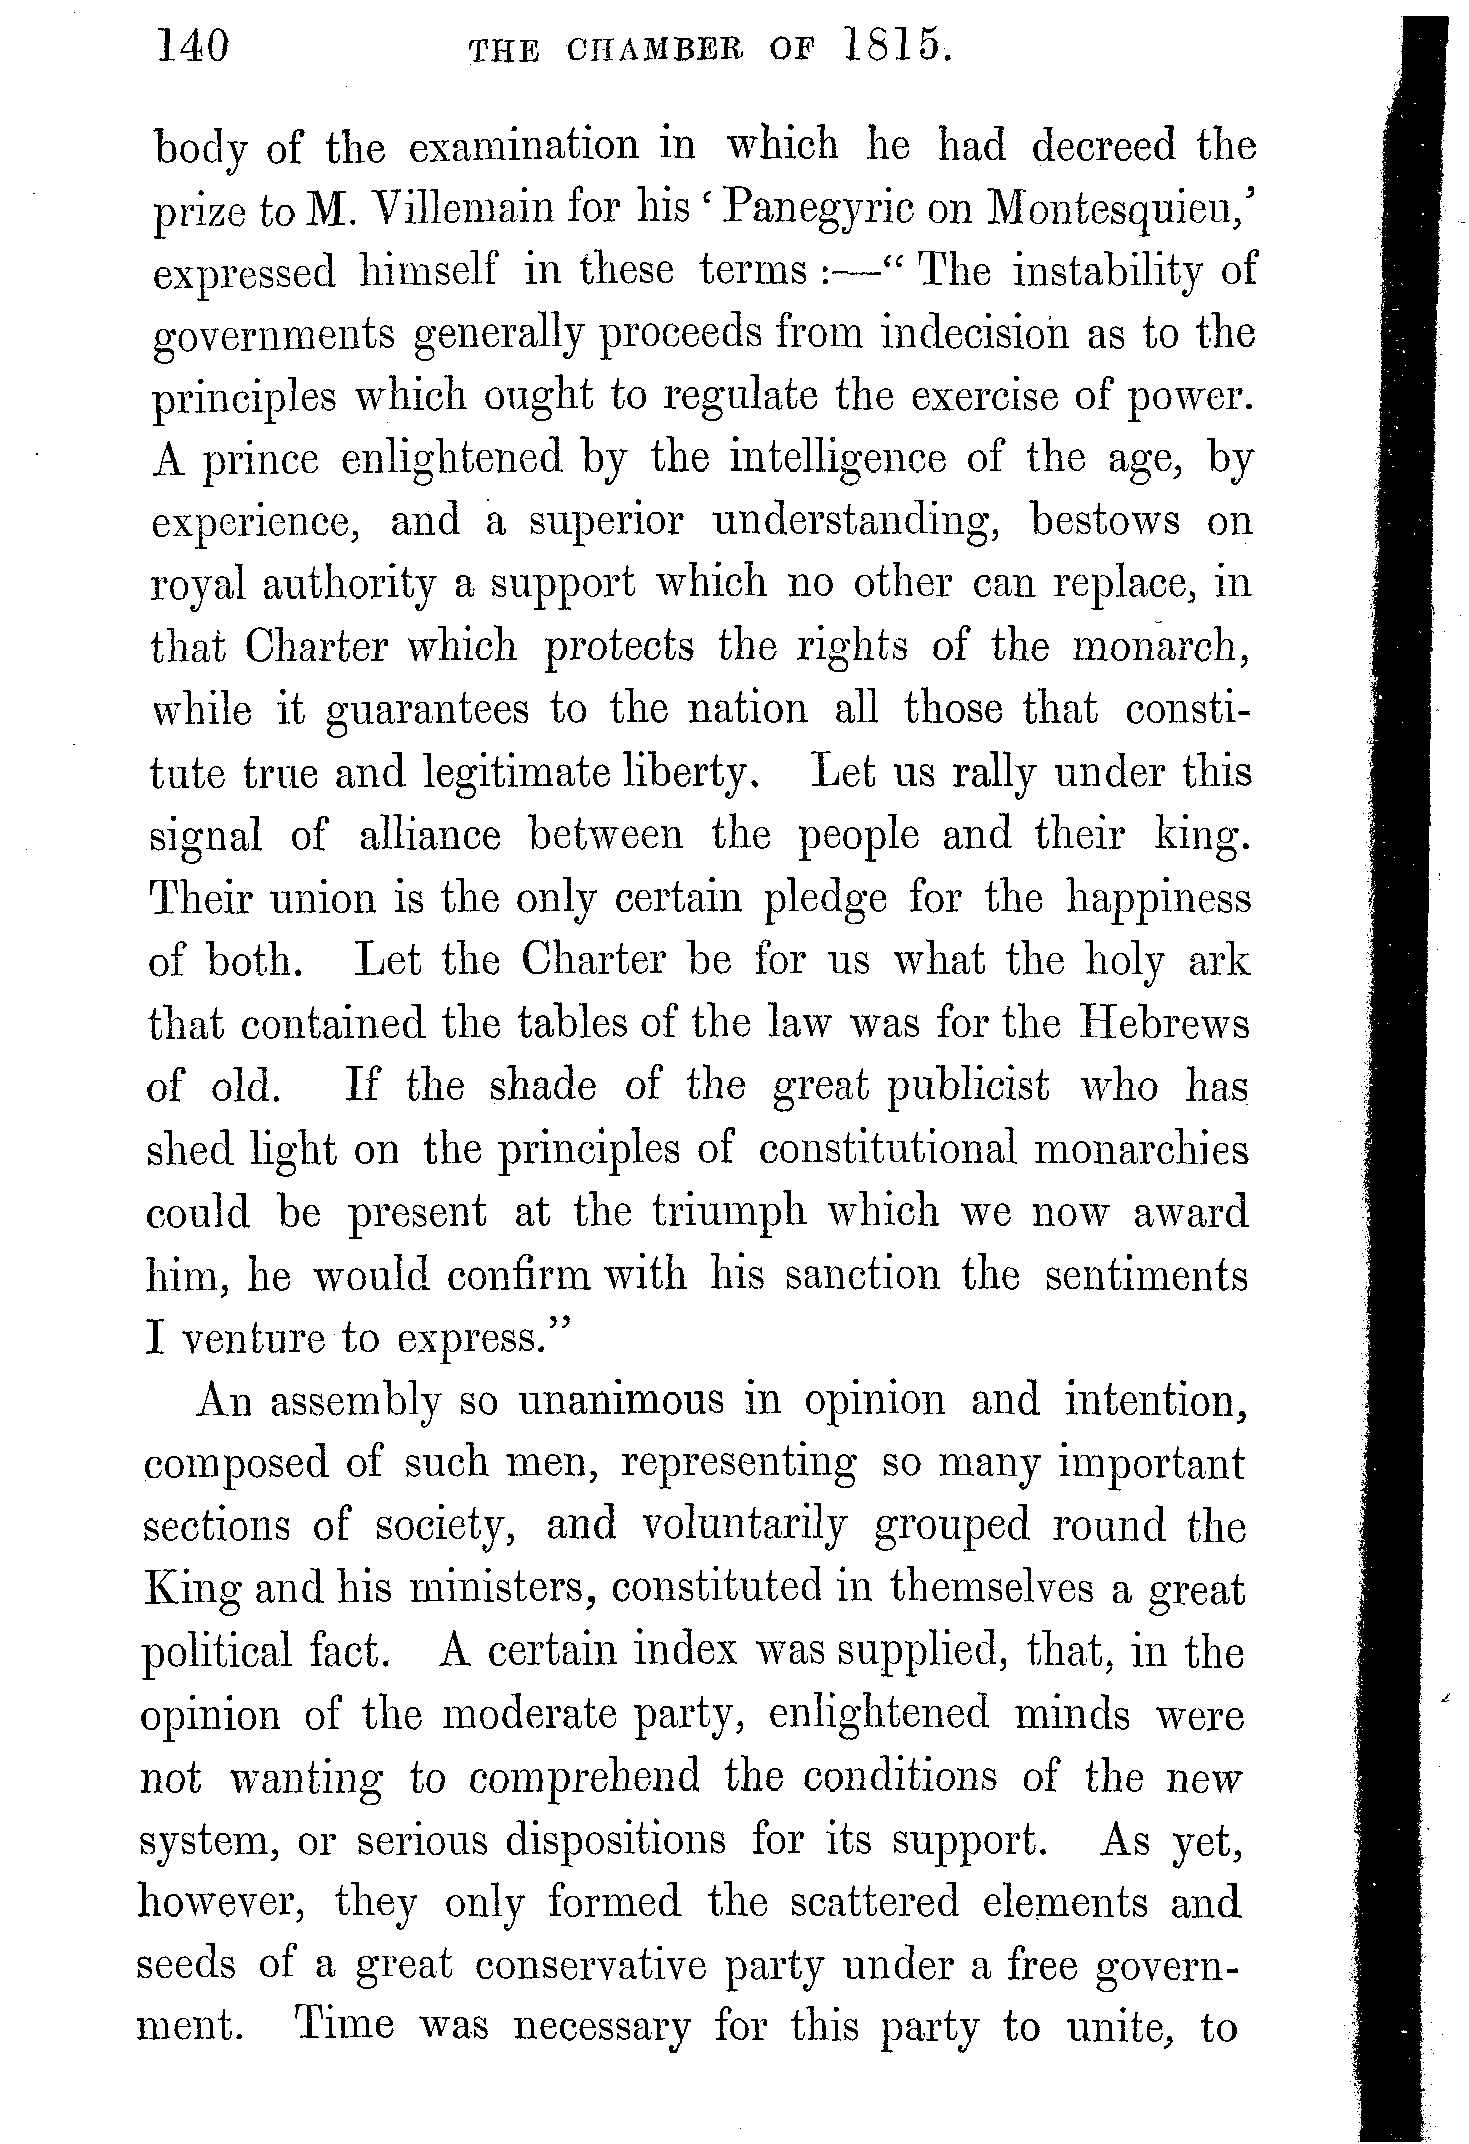 140 THE CHAMBER OF 1815.
body of the examination in which he had decreed the
prize to M. Villemain for his ‘ Panegyric on Montesquieu,’
expressed himself in these terms :—“ The instability of
governments generally proceeds from indecision as to the
principles which ought to regulate the exercise of power.
A prince enlightened by the intelligence of the age, by
experience, and a superior understanding, bestows on
royal authority a support which no other can replace, in
that Charter which protects the rights of the monarch,
while it guarantees to the nation all those that consti-
tute true and legitimate liberty. Let us rally under this
signal of alliance between the people and their king.
Their union is the only certain pledge for the happiness
of both. Let the Charter be for us what the holy ark
that contained the tables of the law was for the Hebrews
of old. If the shade of the great publicist who has
shed light on the principles of constitutional monarchies
could be present at the triumph which we now award
him, he would confirm with his sanction the sentiments
I venture to express.”
An assembly so unanimous in opinion and intention,
composed of such men, representing so many important
sections of society, and voluntarily grouped round the
King and his ministers, constituted in themselves a great
political fact. A certain index was supplied, that, in the
opinion of the moderate party, enlightened minds were
not wanting to comprehend the conditions of the new
system, or serious dispositions for its support. As yet,
however, they only formed the scattered elements and
seeds of a great conservative party under a free govern-
ment. Time was necessary for this party to unite, to